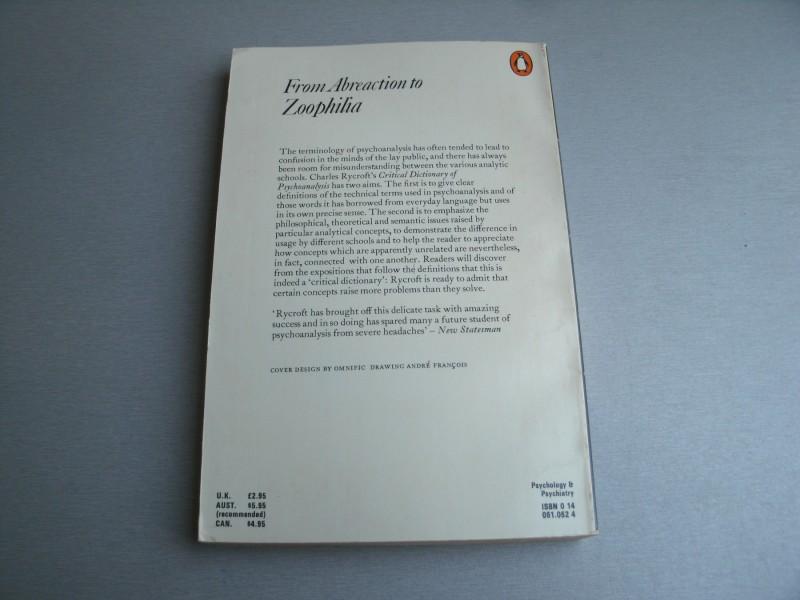 From Abreaction to
Zoophilia
The terminology of psychoanalysis has often tended to lead to
confusion in the minds of the lay public, and there has always
been room for misunderstanding between the various analytic
schools. Charles Rycroft's Critical Dictionary of
Psychoanalysis has two aims. The first is to give clear
definitions of the technical terms used in psychoanalysis and of
those words it has borrowed from everyday language but uses
in its own precise sense. The second is to emphasize the
philosophical, theoretical and semantic issues raised by
particular analytical concepts, to demonstrate the difference in
usage by different schools and to help the reader to appreciate
how concepts which are apparently unrelated are nevertheless,
in fact, connected with one another. Readers will discover
from the expositions that follow the definitions that this is
indeed a 'critical dictionary': Rycroft is ready to admit that
certain concepts raise more problems than they solve.
'Rycroft has brought off this delicate task with amazing
success and in so doing has spared many a future student of
psychoanalysis from severe headaches' – New Statesman
COVER DESIGN BY OMNIFIC DRAWING ANDRÉ FRANÇOIS
U.K. £2.95
AUST. $5.95
(recommended)
CAN. $4.95
Psychology &
Psychiatry
ISBN 0 14
051.052 4